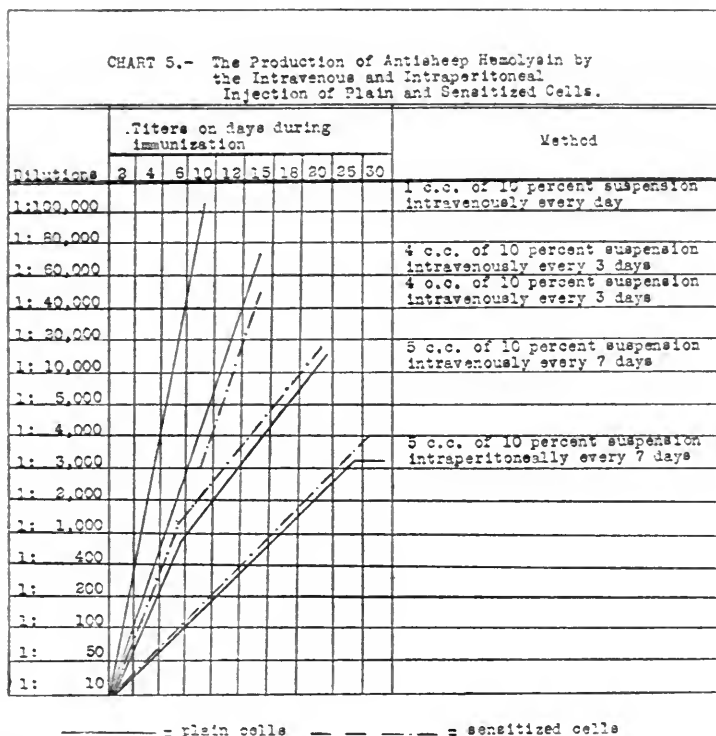 CHART 5.- The Production of Antisheep Hemolysin by
the Intravenous and Intraperitoneal
Injection of Plain and Sensitized Cells.
.Titers on days during
immunization
Method
Dilutions 2 4 6 10 12 15 18 20 25 30
1 c.c. of 10 percent suspension
1:100,000 intravenously every day
1: 80,000
4 c.c. of 10 percent suspension
1: 60,000 intravenously every 3 days
4 c.c. of 10 percent suspension
1: 40,000 intravenously every 3 days
1: 20,000
5 c.c. of 10 percent suspension
1: 10,000 intravenously every 7 days
1: 5,000
1: 4,000
5 c.c. of 10 percent suspension
1: 3,000 intraperitoneally every 7 days
1: 2,000
1: 1,000
1: 400
1: 200
1: 100
1: 50
1: 10
= plain cells = sensitized cells